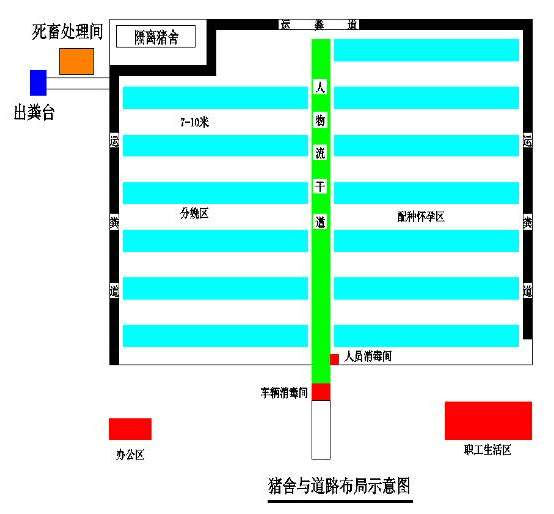 运粪道
死畜处理间
隔离猪舍
出粪台
人物流干道
7-10米
运粪道
运粪道
分娩区
配种怀孕区
人员消毒间
车辆消毒间
办公区
职工生活区
猪舍与道路布局示意图